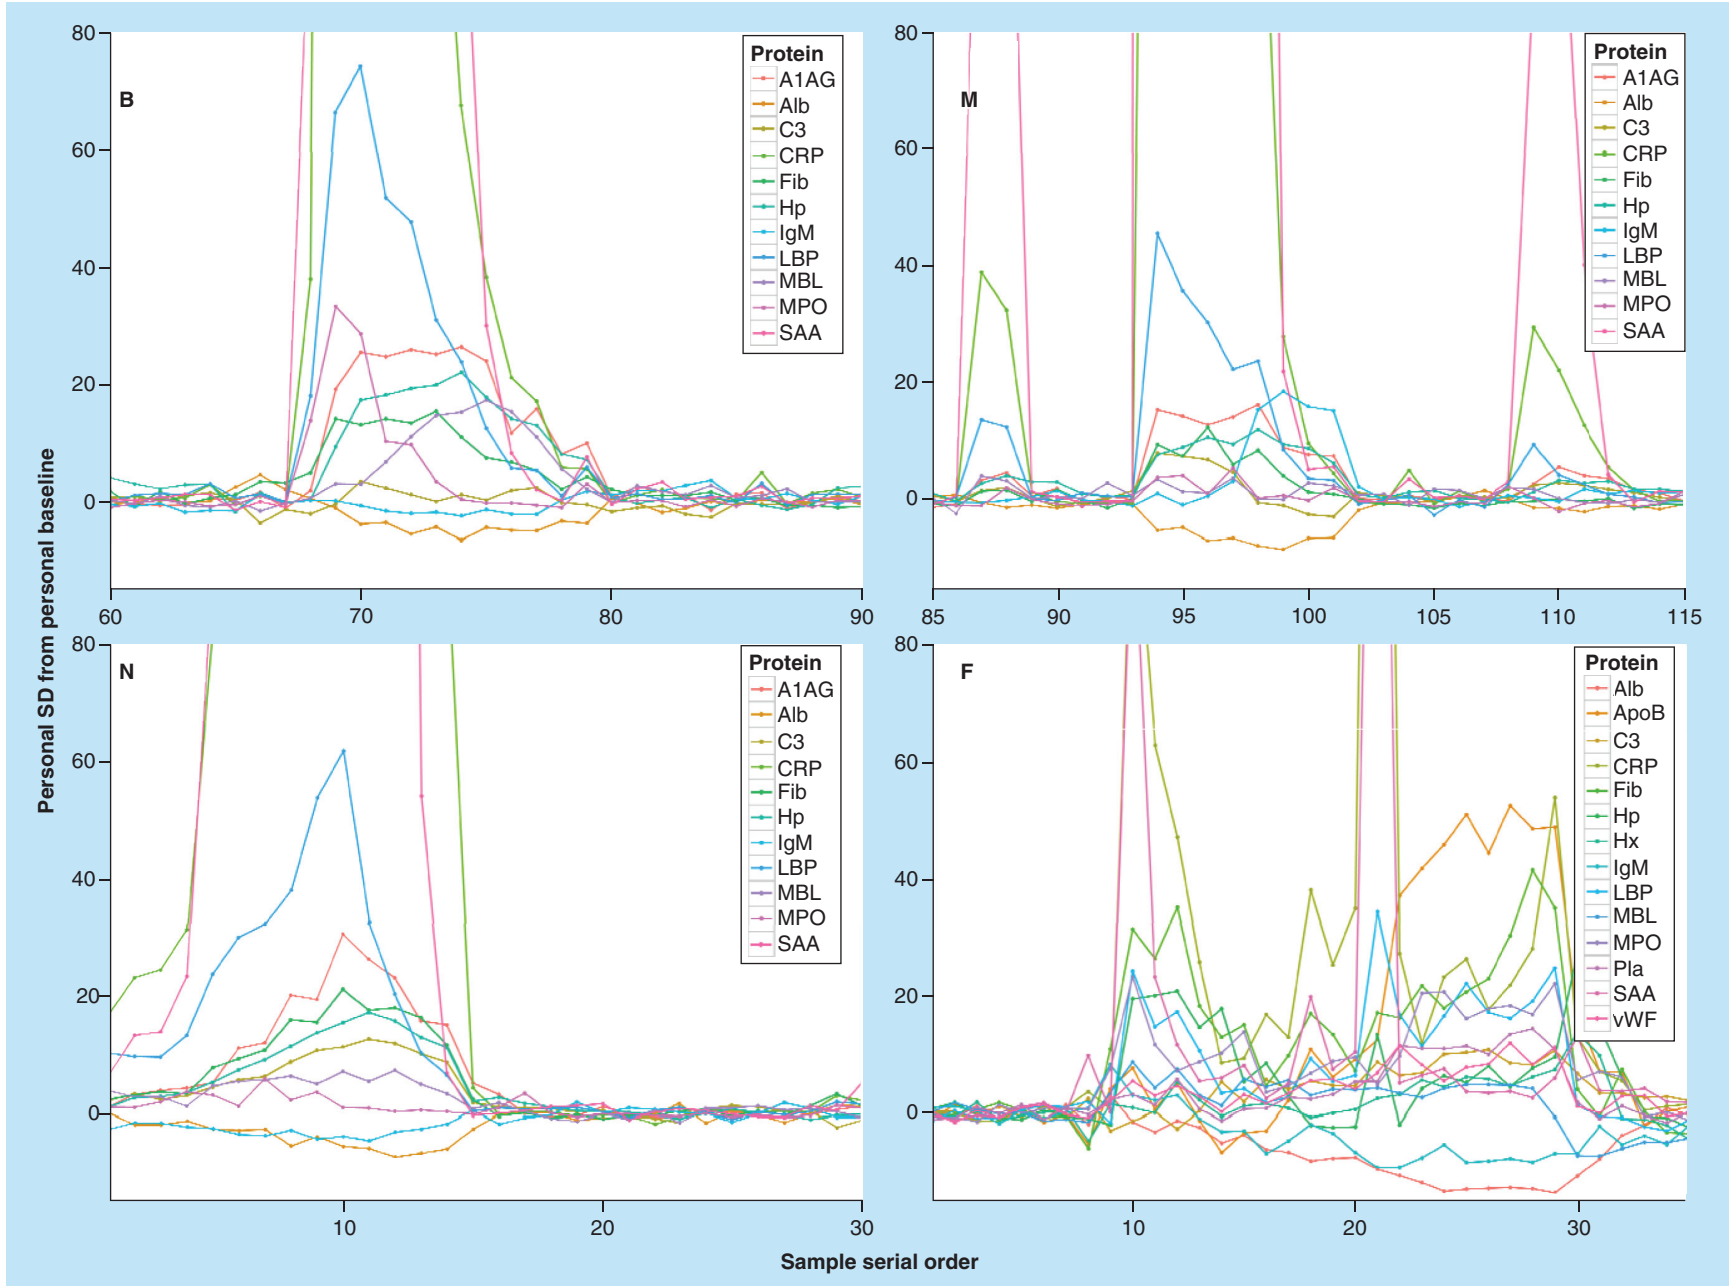 Personal SD from personal baseline
B
80
60
40
20
0
60
70
80
90
Protein
A1AG
Alb
C3
CRP
Fib
Hp
IgM
LBP
MBL
MPO
SAA
M
80
60
40
20
0
85
90
95
100
105
110
115
Protein
A1AG
Alb
C3
CRP
Fib
Hp
IgM
LBP
MBL
MPO
SAA
N
80
60
40
20
0
10
20
30
Protein
A1AG
Alb
C3
CRP
Fib
Hp
IgM
LBP
MBL
MPO
SAA
F
80
60
40
20
0
10
20
30
Protein
Alb
ApoB
C3
CRP
Fib
Hp
Hx
IgM
LBP
MBL
MPO
Pla
SAA
vWF
Sample serial order